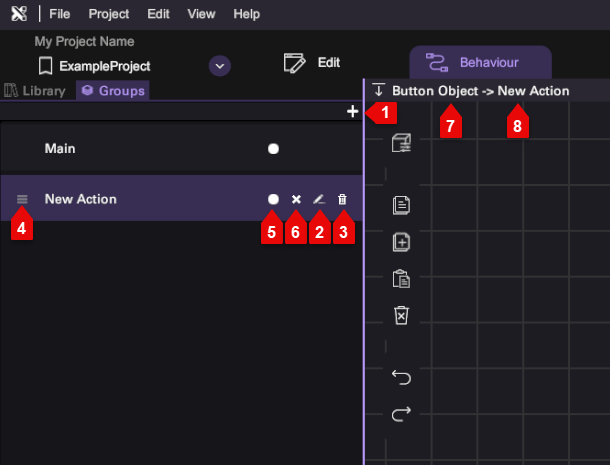 File Project Edit View Help
My Project Name
ExampleProject
Edit
Behaviour
Library Groups
Button Object -> New Action
1
7
8
Main
New Action
4
5
6
2
3